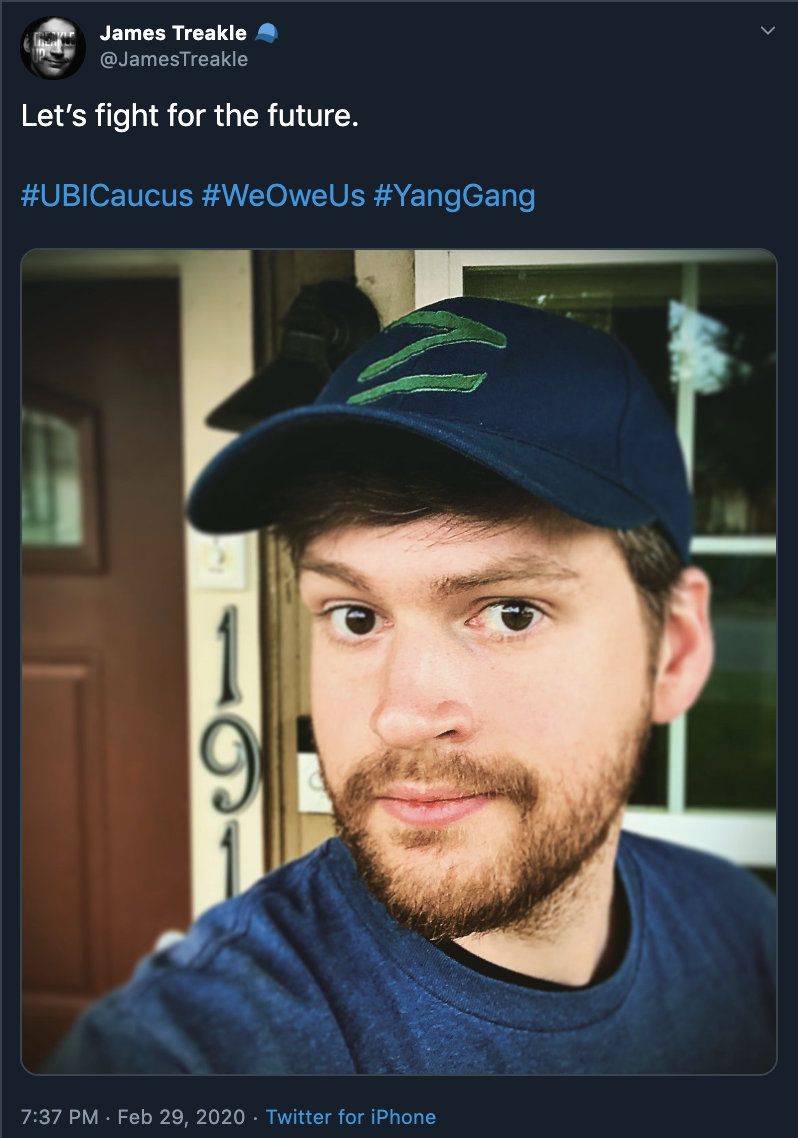 James Treakle 🧢
@JamesTreakle
Let’s fight for the future.
#UBICaucus #WeOweUs #YangGang
191
7:37 PM · Feb 29, 2020 · Twitter for iPhone